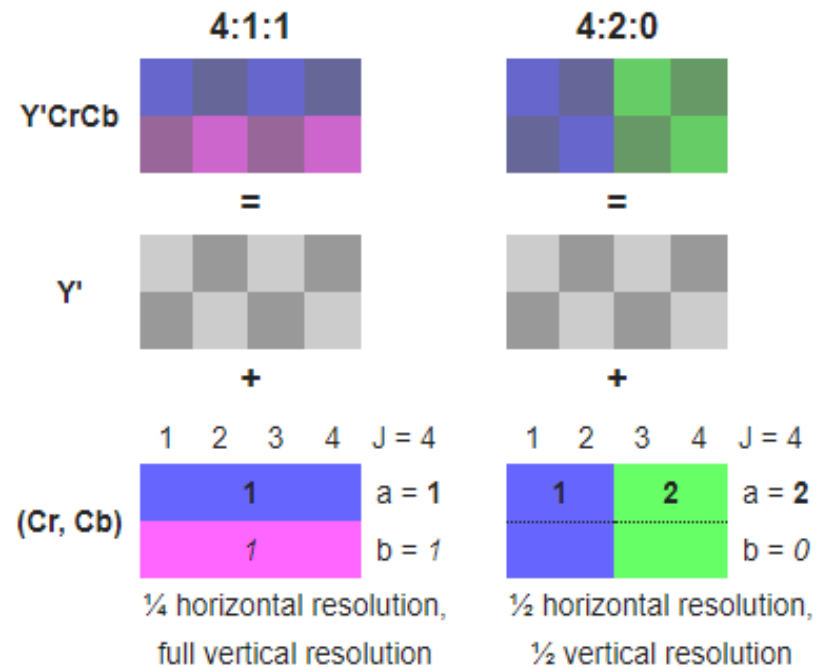 4:1:1 4:2:0
Y'CrCb
= =
Y'
+ +
1 2 3 4 J = 4 1 2 3 4 J = 4
1 a = 1 1 2 a = 2
(Cr, Cb)
1 b = 1 b = 0
¼ horizontal resolution, ½ horizontal resolution,
full vertical resolution ½ vertical resolution